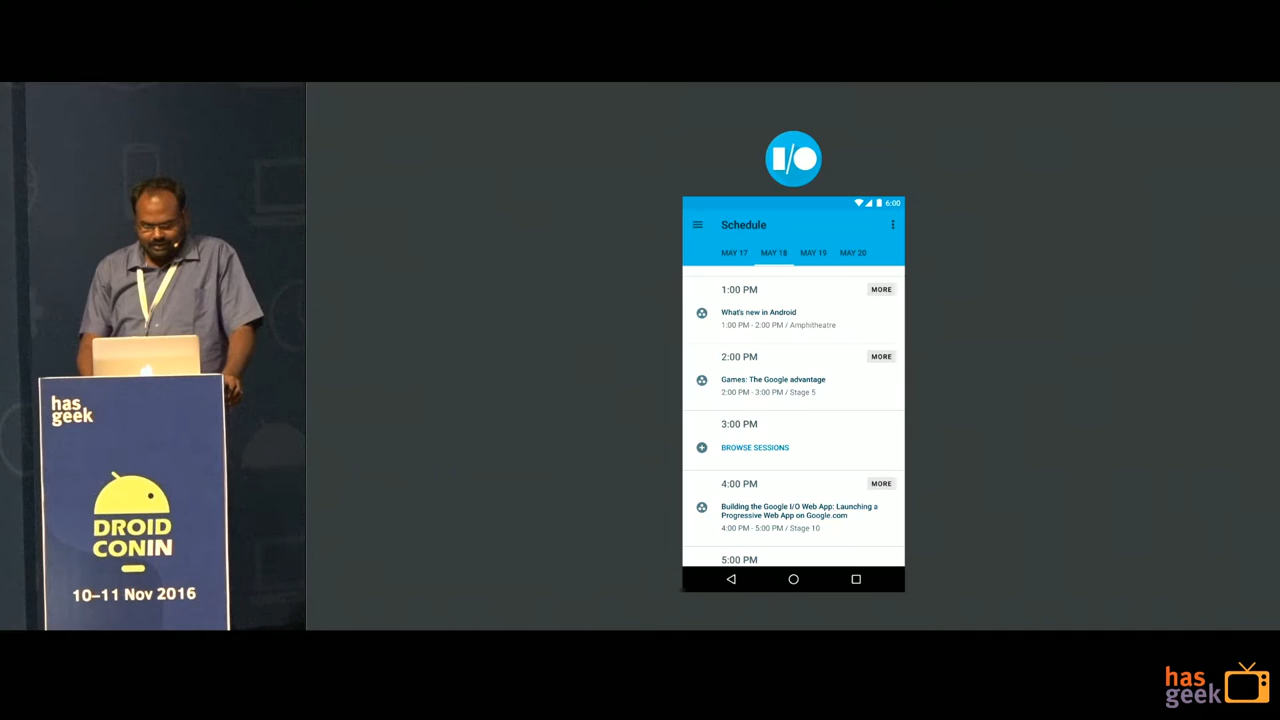 has
geek
DROID
CONIN
10–11 Nov 2016
I/O
6:00
Schedule
MAY 17 MAY 18 MAY 19 MAY 20
1:00 PM MORE
What's new in Android
1:00 PM - 2:00 PM / Amphitheatre
2:00 PM MORE
Games: The Google advantage
2:00 PM - 3:00 PM / Stage 5
3:00 PM
BROWSE SESSIONS
4:00 PM MORE
Building the Google I/O Web App: Launching a
Progressive Web App on Google.com
4:00 PM - 5:00 PM / Stage 10
5:00 PM
has
geek